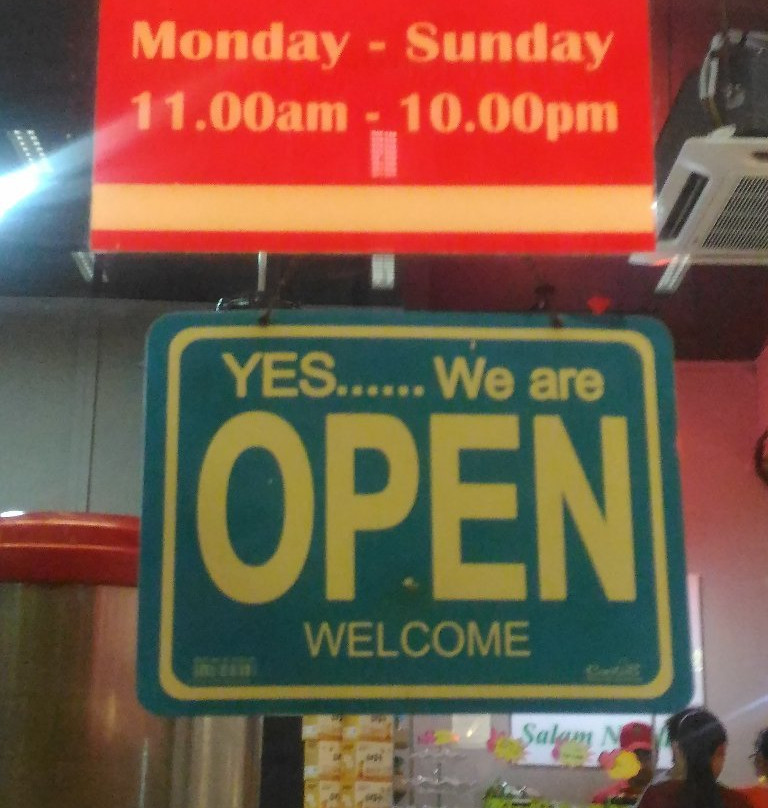 Monday - Sunday
11.00am - 10.00pm
YES...... We are
OPEN
WELCOME
Salam